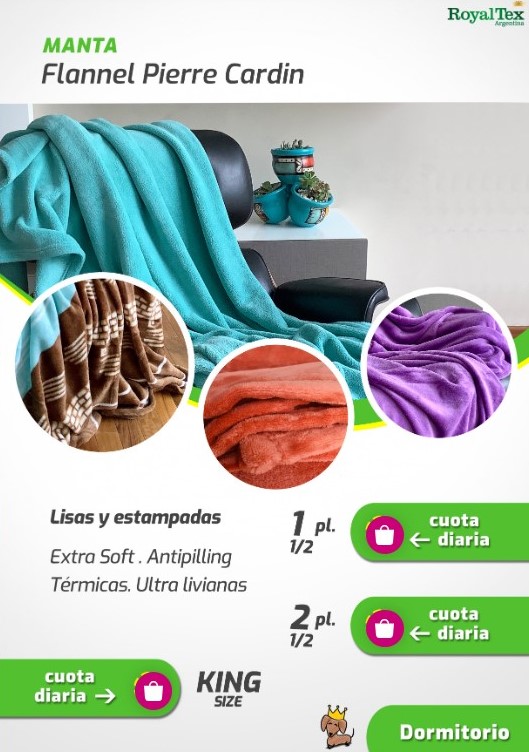 RoyalTex
Argentina
MANTA
Flannel Pierre Cardin
Lisas y estampadas
Extra Soft . Antipilling
Térmicas. Ultra livianas
1 pl.
1/2
cuota
← diaria
2 pl.
1/2
cuota
← diaria
cuota
diaria →
KING
SIZE
Dormitorio